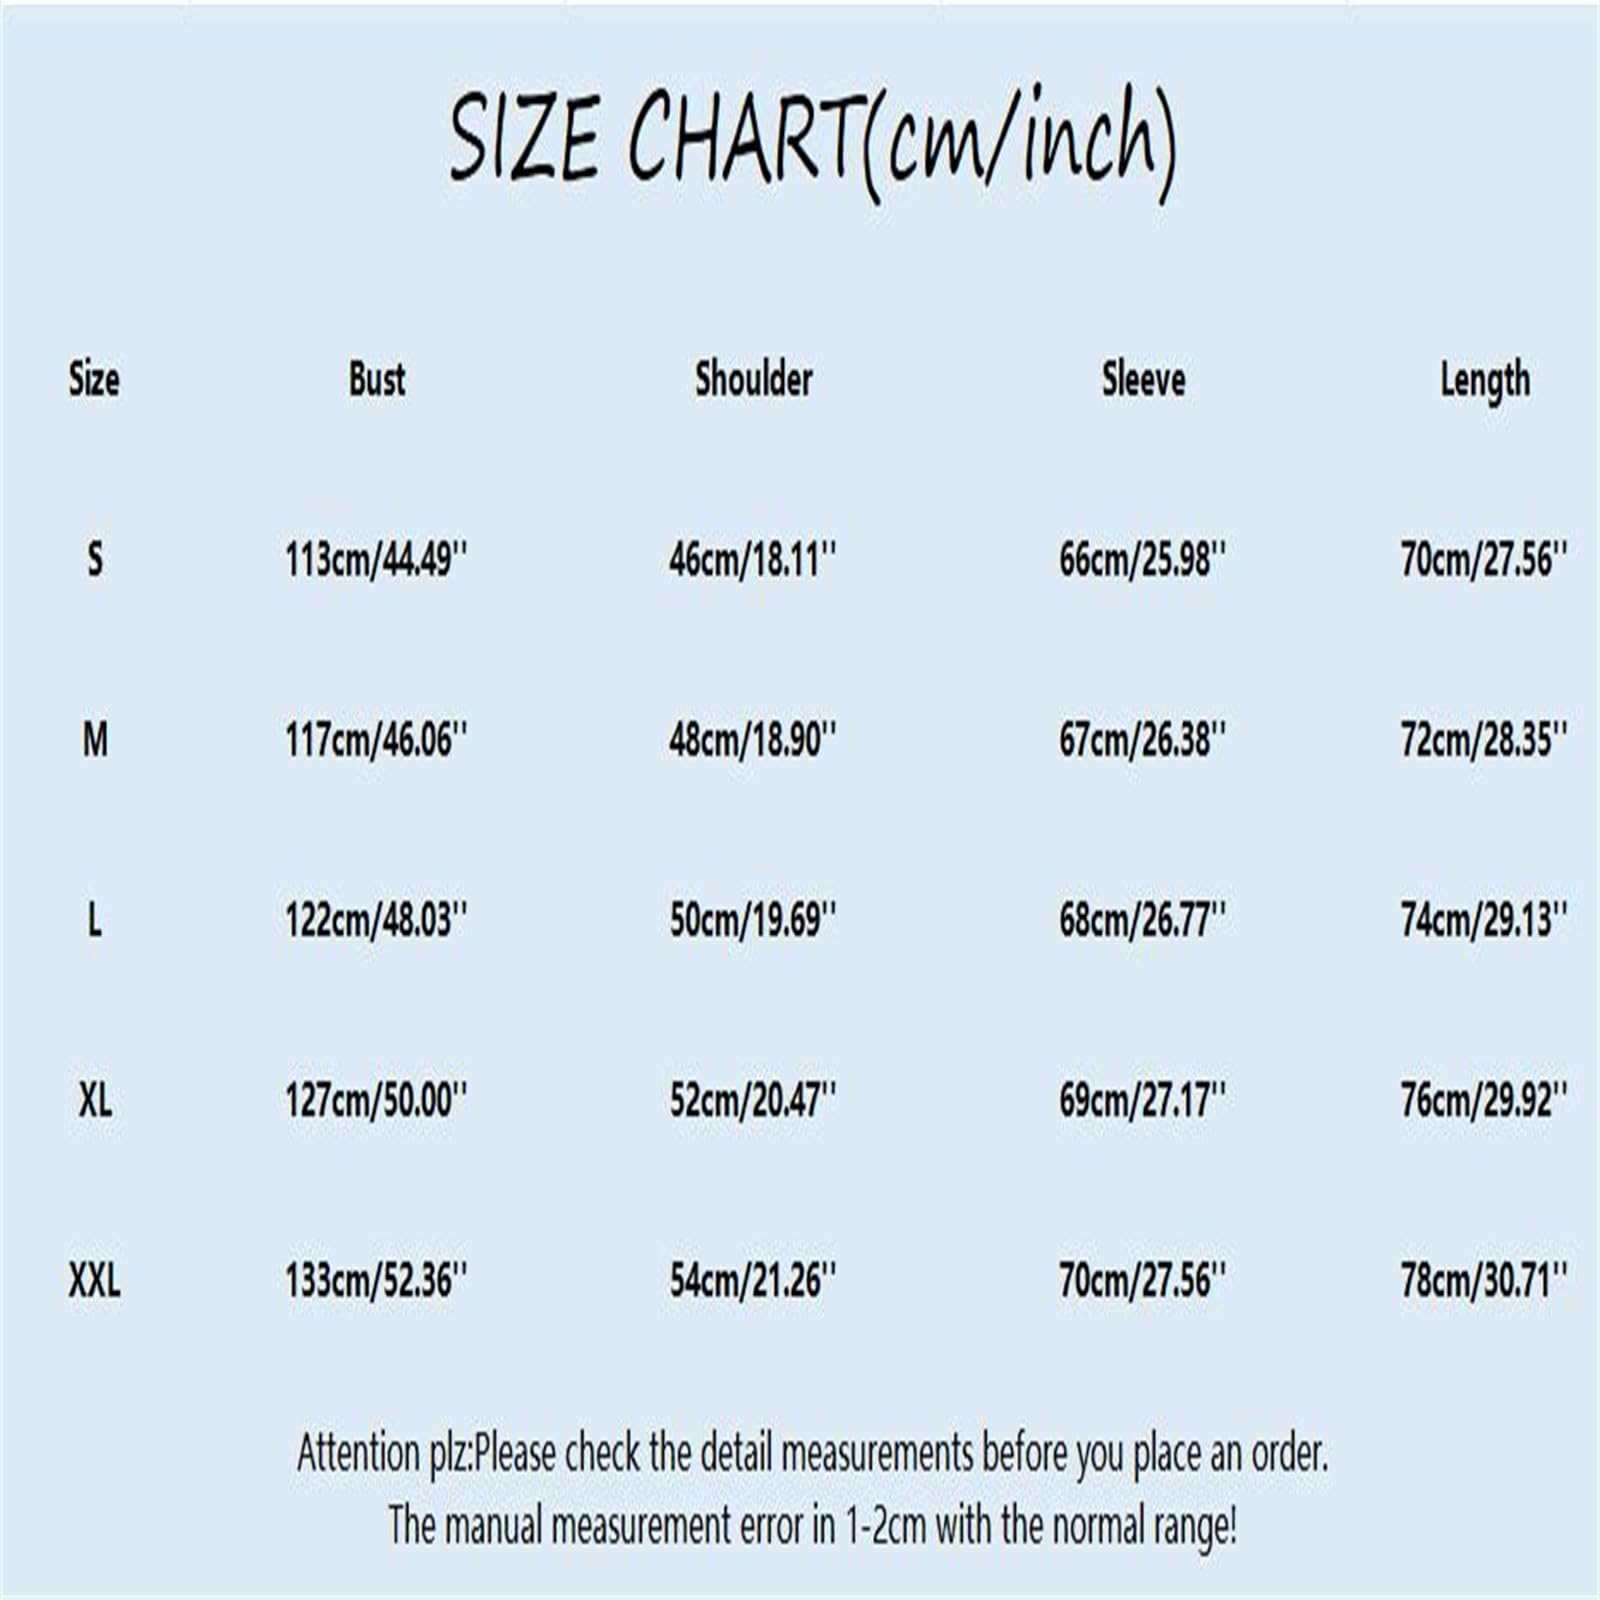 SIZE CHART(cm/inch)
Size Bust Shoulder Sleeve Length
S 113cm/44.49'' 46cm/18.11'' 66cm/25.98'' 70cm/27.56''
M 117cm/46.06'' 48cm/18.90'' 67cm/26.38'' 72cm/28.35''
L 122cm/48.03'' 50cm/19.69'' 68cm/26.77'' 74cm/29.13''
XL 127cm/50.00'' 52cm/20.47'' 69cm/27.17'' 76cm/29.92''
XXL 133cm/52.36'' 54cm/21.26'' 70cm/27.56'' 78cm/30.71''
Attention plz:Please check the detail measurements before you place an order.
The manual measurement error in 1-2cm with the normal range!